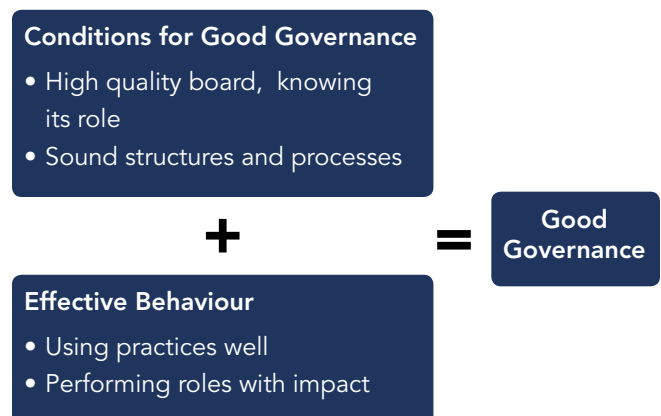 Conditions for Good Governance
• High quality board, knowing
its role
• Sound structures and processes
+
=
Good
Governance
Effective Behaviour
• Using practices well
• Performing roles with impact